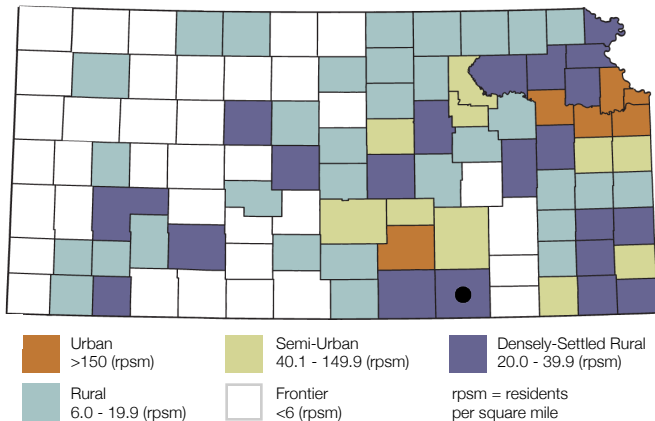 Urban
>150 (rpsm)
Semi-Urban
40.1 - 149.9 (rpsm)
Densely-Settled Rural
20.0 - 39.9 (rpsm)
Rural
6.0 - 19.9 (rpsm)
Frontier
<6 (rpsm)
rpsm = residents
per square mile